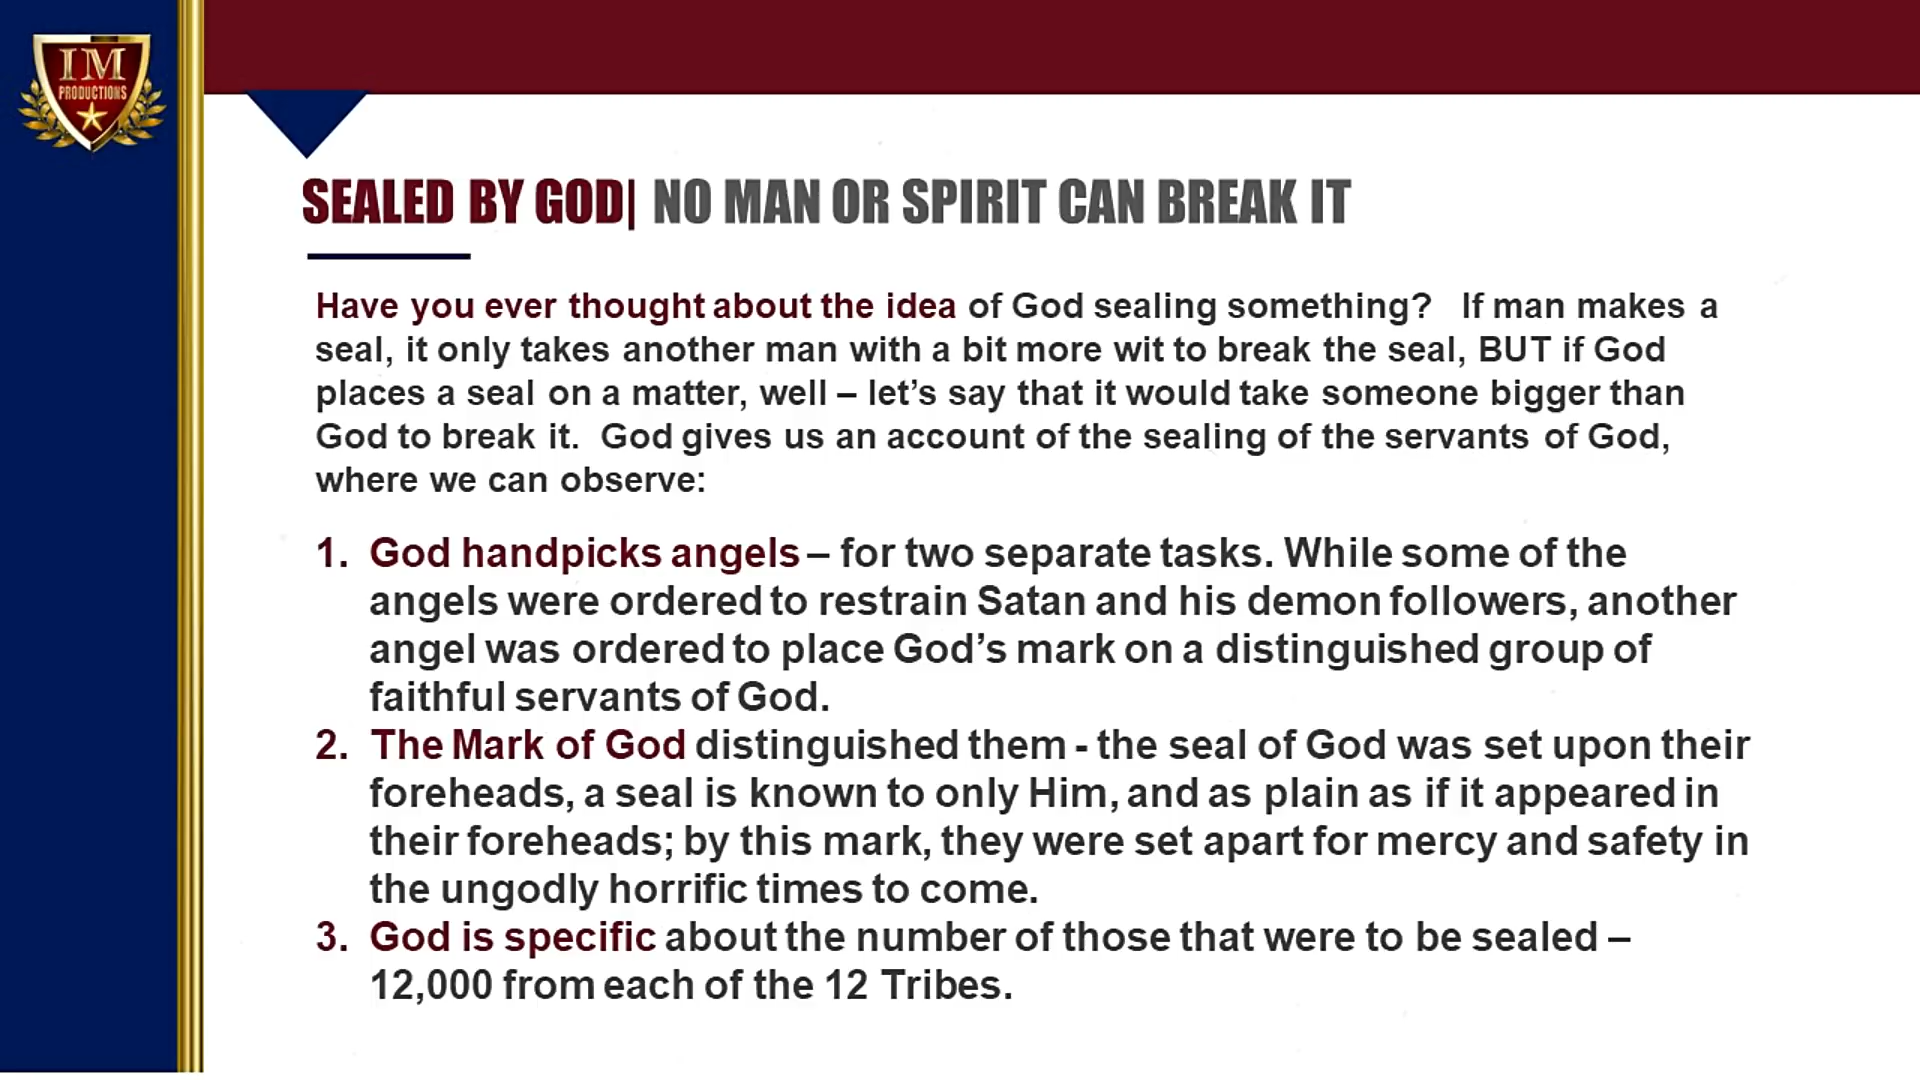 IM
PRODUCTIONS
SEALED BY GOD| NO MAN OR SPIRIT CAN BREAK IT
Have you ever thought about the idea of God sealing something? If man makes a
seal, it only takes another man with a bit more wit to break the seal, BUT if God
places a seal on a matter, well – let’s say that it would take someone bigger than
God to break it. God gives us an account of the sealing of the servants of God,
where we can observe:
1. God handpicks angels – for two separate tasks. While some of the
angels were ordered to restrain Satan and his demon followers, another
angel was ordered to place God’s mark on a distinguished group of
faithful servants of God.
2. The Mark of God distinguished them - the seal of God was set upon their
foreheads, a seal is known to only Him, and as plain as if it appeared in
their foreheads; by this mark, they were set apart for mercy and safety in
the ungodly horrific times to come.
3. God is specific about the number of those that were to be sealed –
12,000 from each of the 12 Tribes.